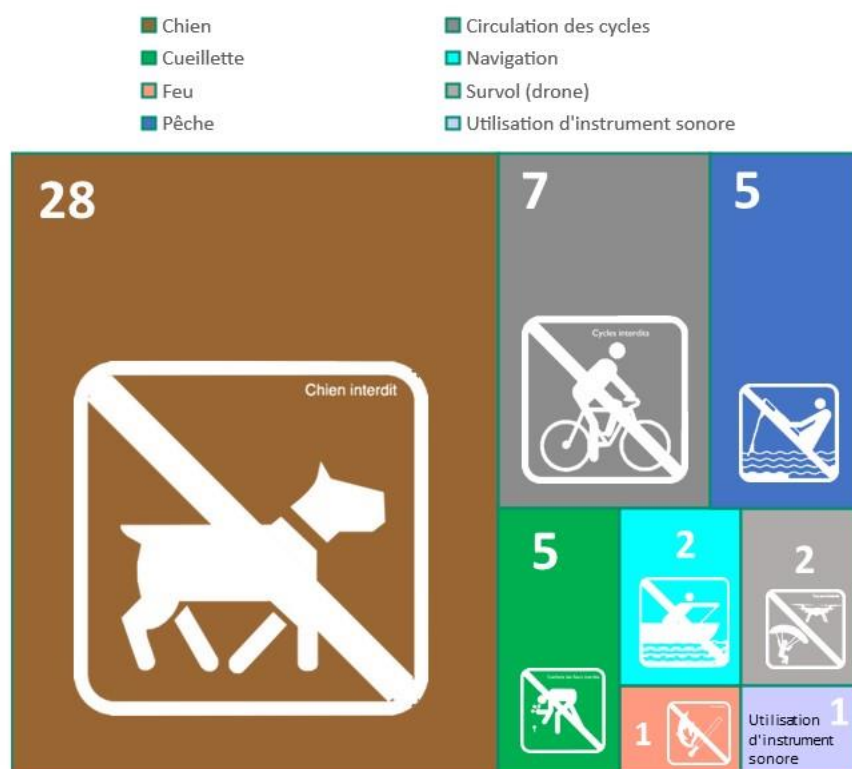 Chien
Circulation des cycles
Cueillette
Navigation
Feu
Survol (drone)
Pêche
Utilisation d'instrument sonore
28
Chien interdit
7
Cycles interdits
5
5
2
2
1
Utilisation
d'instrument
sonore
1